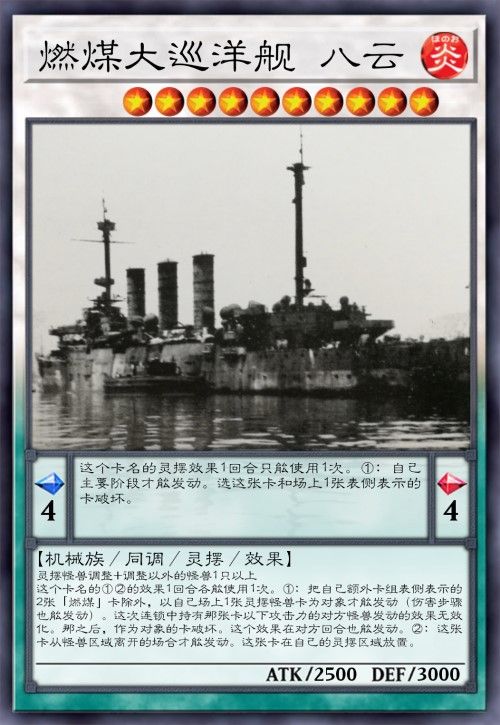 燃煤大巡洋舰 八云
ほのお
炎
这个卡名的灵摆效果1回合只能使用1次。①：自己
主要阶段才能发动。选这张卡和场上1张表侧表示的
卡破坏。
4
4
【机械族／同调／灵摆／效果】
灵摆怪兽调整+调整以外的怪兽1只以上
这个卡名的①②的效果1回合各能使用1次。①：把自己额外卡组表侧表示的
2张「燃煤」卡除外，以自己场上1张灵摆怪兽卡为对象才能发动（伤害步骤
也能发动）。这次连锁中持有那张卡以下攻击力的对方怪兽发动的效果无效
化。那之后，作为对象的卡破坏。这个效果在对方回合也能发动。②：这张
卡从怪兽区域离开的场合才能发动。这张卡在自己的灵摆区域放置。
ATK/2500 DEF/3000